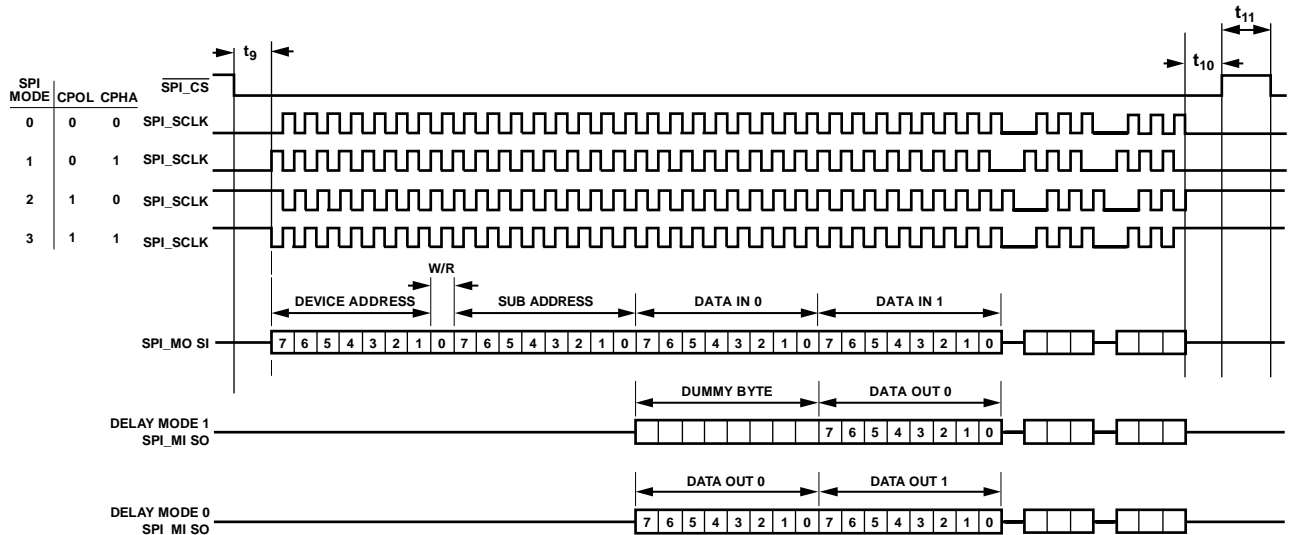 t9
t10
t11
SPI_CS
SPI
MODE CPOL CPHA
0 0 0 SPI_SCLK
1 0 1 SPI_SCLK
2 1 0 SPI_SCLK
3 1 1 SPI_SCLK
W/R
DEVICE ADDRESS SUB ADDRESS DATA IN 0 DATA IN 1
SPI_MO SI 7 6 5 4 3 2 1 0 7 6 5 4 3 2 1 0 7 6 5 4 3 2 1 0 7 6 5 4 3 2 1 0
DUMMY BYTE DATA OUT 0
DELAY MODE 1
SPI_MI SO
7 6 5 4 3 2 1 0
DATA OUT 0 DATA OUT 1
DELAY MODE 0
SPI_MI SO
7 6 5 4 3 2 1 0 7 6 5 4 3 2 1 0